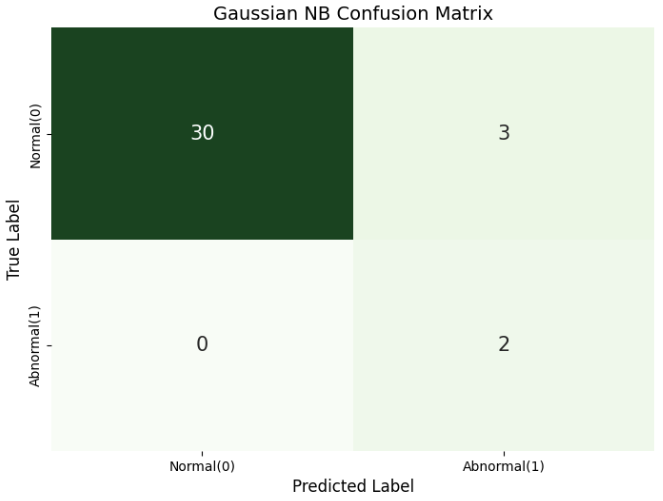 Gaussian NB Confusion Matrix
True Label
Normal(0)
30
3
Abnormal(1)
0
2
Normal(0)
Abnormal(1)
Predicted Label